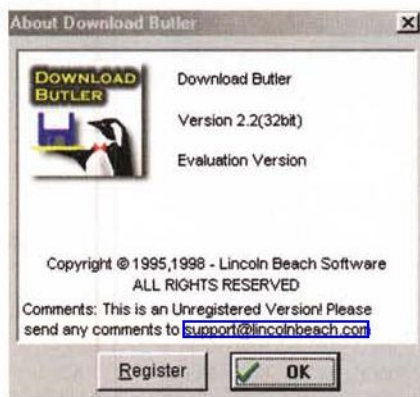 About Download Butler
DOWNLOAD
BUTLER
Download Butler
Version 2.2(32bit)
Evaluation Version
Copyright © 1995,1998 - Lincoln Beach Software
ALL RIGHTS RESERVED
Comments: This is an Unregistered Version! Please
send any comments to support@lincolnbeach.com
Register
OK